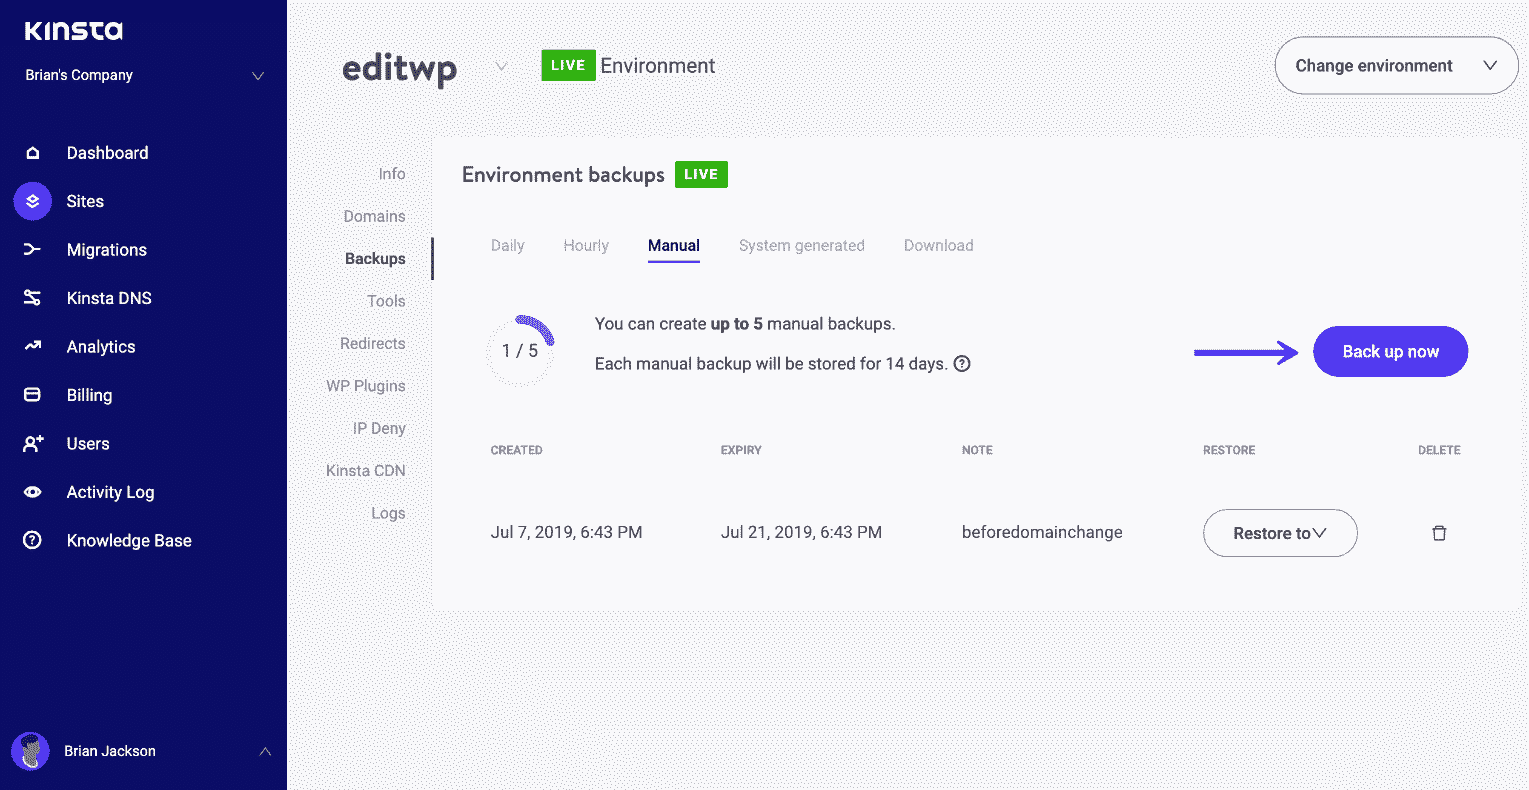 KINSTA
Brian's Company
Dashboard
Sites
Migrations
Kinsta DNS
Analytics
Billing
Users
Activity Log
Knowledge Base
Brian Jackson
editwp
LIVE Environment
Change environment
Info
Domains
Backups
Tools
Redirects
WP Plugins
IP Deny
Kinsta CDN
Logs
Environment backups LIVE
Daily Hourly Manual System generated Download
1 / 5
You can create up to 5 manual backups.
Each manual backup will be stored for 14 days. ?
Back up now
CREATED EXPIRY NOTE RESTORE DELETE
Jul 7, 2019, 6:43 PM Jul 21, 2019, 6:43 PM beforedomainchange Restore to